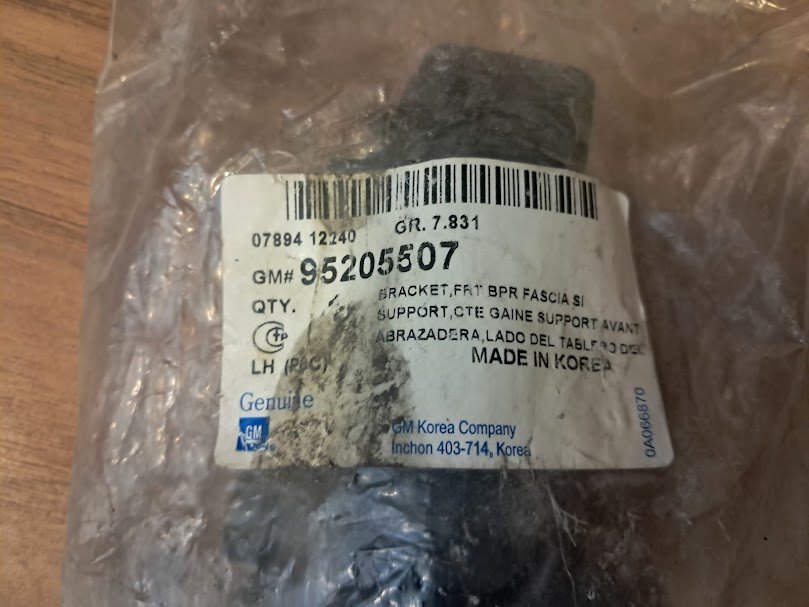 07894 12240
GR. 7.831
GM# 95205507
QTY.
BRACKET,FRT BPR FASCIA SI
SUPPORT,CTE GAINE SUPPORT AVANT
ABRAZADERA,LADO DEL TABLERO DEL
MADE IN KOREA
LH
Genuine
GM
GM Korea Company
Inchon 403-714, Korea
0A066870